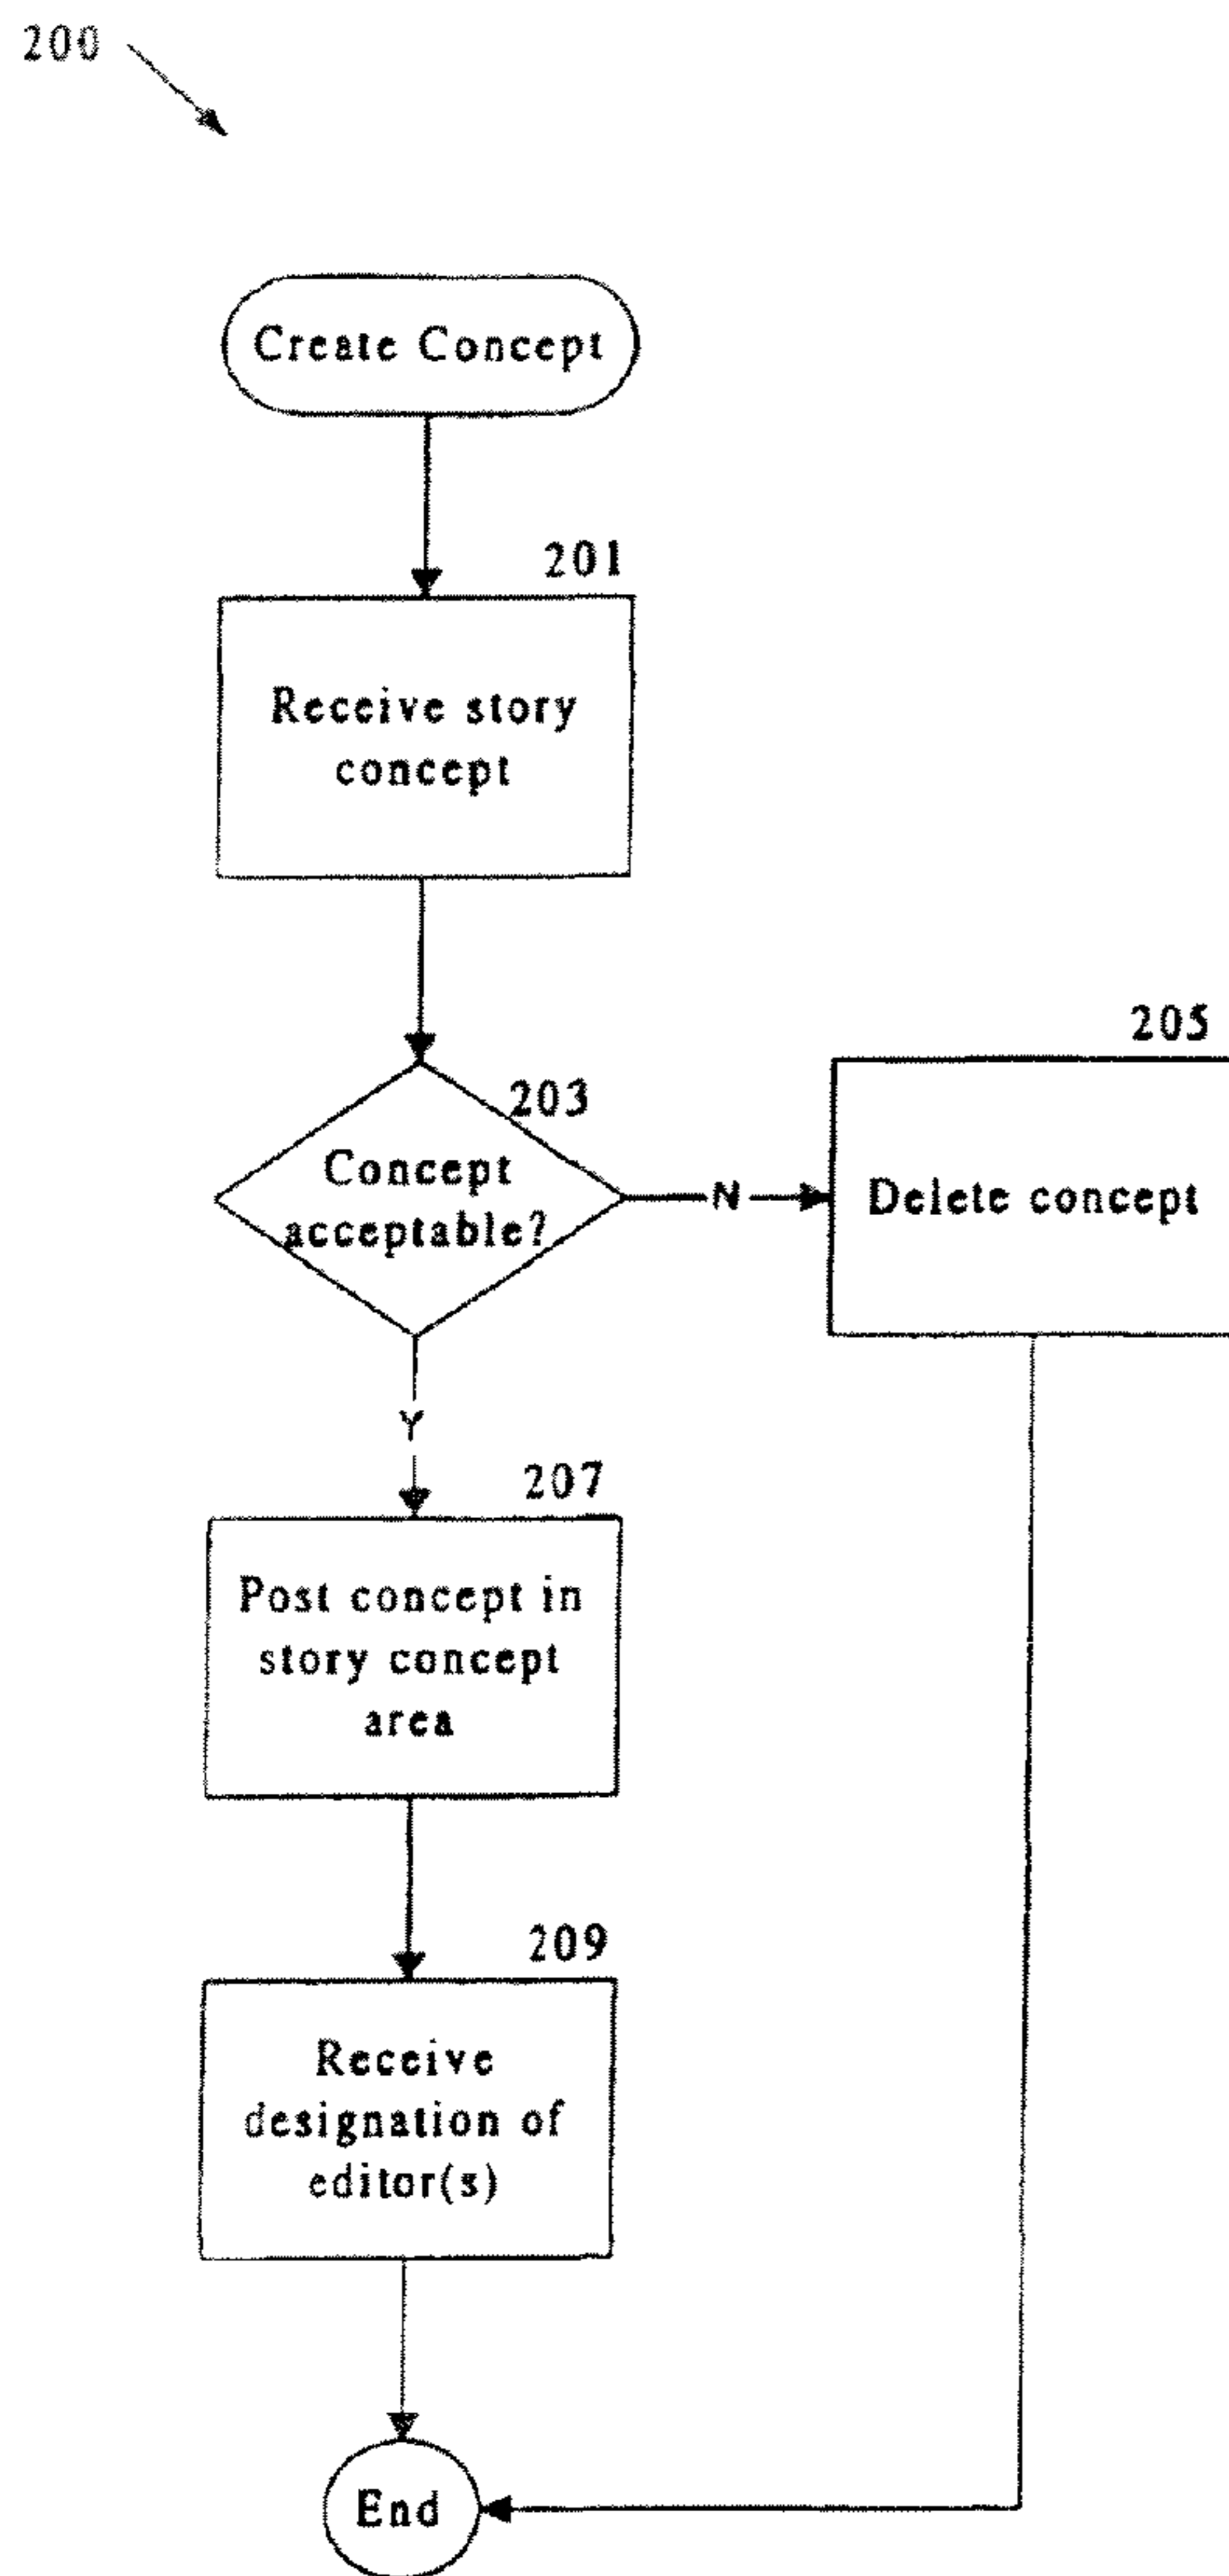 200
Create Concept
201
Receive story
concept
203
Concept
acceptable?
N
205
Delete concept
Y
207
Post concept in
story concept
area
209
Receive
designation of
editor(s)
End